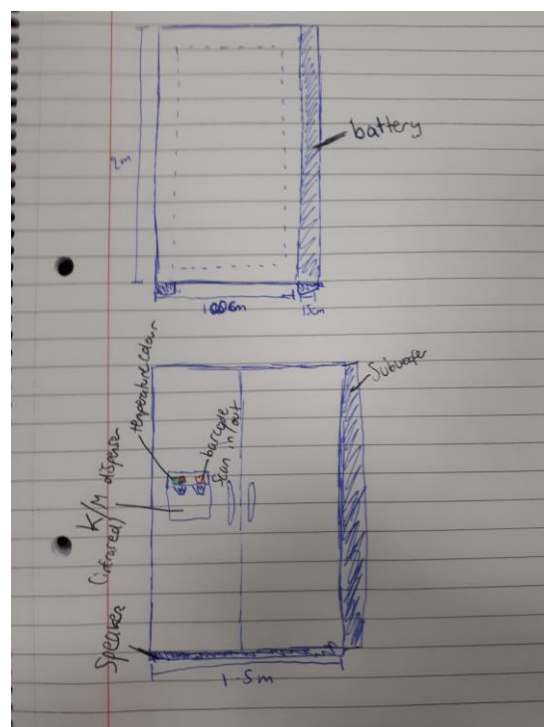 2m
battery
100cm
15cm
Subwoofer
temperature colour
barcode
scan in/out
K/M dispenser
(infrared)
Speaker
1.5m